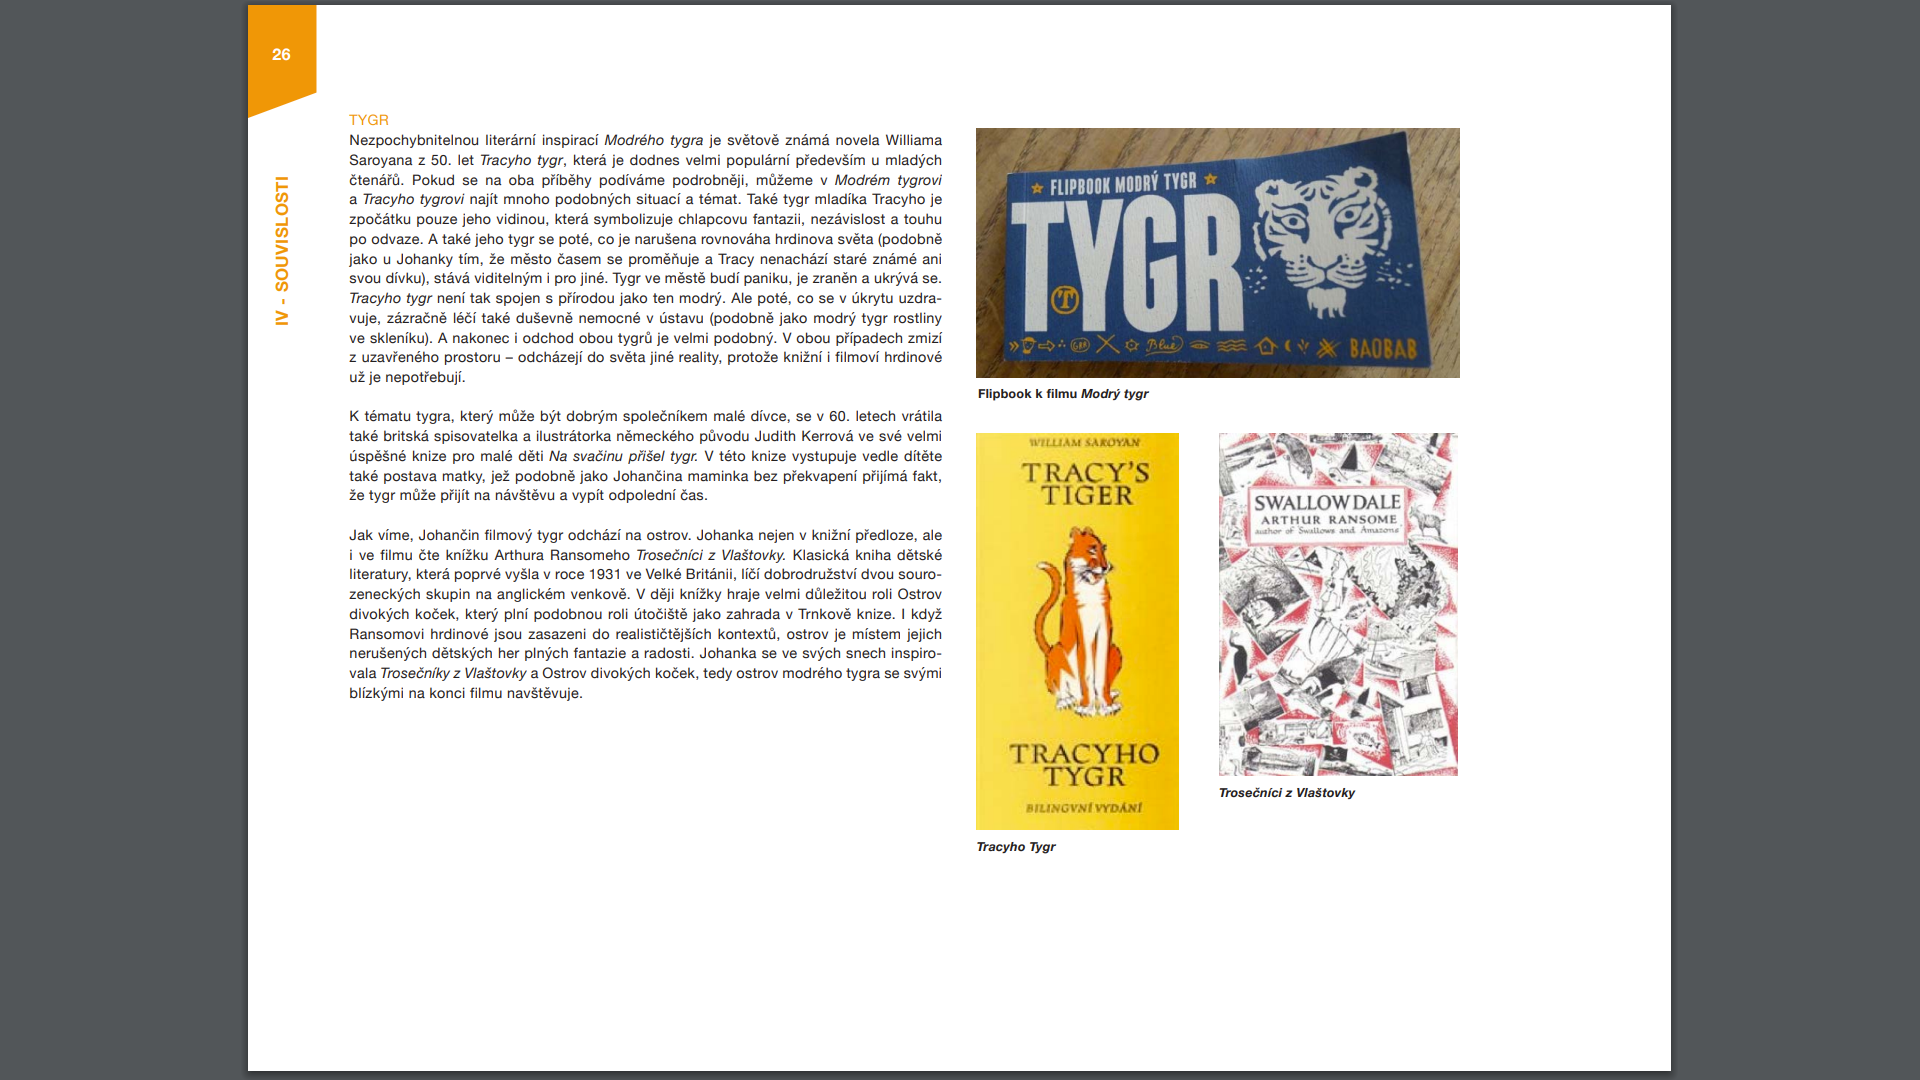 26
IV - SOUVISLOSTI
TYGR
Nezpochybnitelnou literární inspirací Modrého tygra je světově známá novela Williama
Saroyana z 50. let Tracyho tygr, která je dodnes velmi populární především u mladých
čtenářů. Pokud se na oba příběhy podíváme podrobněji, můžeme v Modrém tygrovi
a Tracyho tygrovi najít mnoho podobných situací a témat. Také tygr mladíka Tracyho je
zpočátku pouze jeho vidinou, která symbolizuje chlapcovu fantazii, nezávislost a touhu
po odvaze. A také jeho tygr se poté, co je narušena rovnováha hrdinova světa (podobně
jako u Johanky tím, že město časem se proměňuje a Tracy nenachází staré známé ani
svou dívku), stává viditelným i pro jiné. Tygr ve městě budí paniku, je zraněn a ukrývá se.
Tracyho tygr není tak spojen s přírodou jako ten modrý. Ale poté, co se v úkrytu uzdra-
vuje, zázračně léčí také duševně nemocné v ústavu (podobně jako modrý tygr rostliny
ve skleníku). A nakonec i odchod obou tygrů je velmi podobný. V obou případech zmizí
z uzavřeného prostoru – odcházejí do světa jiné reality, protože knižní i filmoví hrdinové
už je nepotřebují.
K tématu tygra, který může být dobrým společníkem malé dívce, se v 60. letech vrátila
také britská spisovatelka a ilustrátorka německého původu Judith Kerrová ve své velmi
úspěšné knize pro malé děti Na svačinu přišel tygr. V této knize vystupuje vedle dítěte
také postava matky, jež podobně jako Johančina maminka bez překvapení přijímá fakt,
že tygr může přijít na návštěvu a vypít odpolední čas.
Jak víme, Johančin filmový tygr odchází na ostrov. Johanka nejen v knižní předloze, ale
i ve filmu čte knížku Arthura Ransomeho Trosečníci z Vlaštovky. Klasická kniha dětské
literatury, která poprvé vyšla v roce 1931 ve Velké Británii, líčí dobrodružství dvou souro-
zeneckých skupin na anglickém venkově. V ději knížky hraje velmi důležitou roli Ostrov
divokých koček, který plní podobnou roli útočiště jako zahrada v Trnkově knize. I když
Ransomovi hrdinové jsou zasazeni do realističtějších kontextů, ostrov je místem jejich
nerušených dětských her plných fantazie a radosti. Johanka se ve svých snech inspiro-
vala Trosečníky z Vlaštovky a Ostrov divokých koček, tedy ostrov modrého tygra se svými
blízkými na konci filmu navštěvuje.
FLIPBOOK MODRÝ TYGR
TYGR
T
Blue
BAOBAB
Flipbook k filmu Modrý tygr
WILLIAM SAROYAN
TRACY'S
TIGER
TRACYHO
TYGR
BILINGVNÍ VYDÁNÍ
Tracyho Tygr
SWALLOWDALE
ARTHUR RANSOME
author of 'Swallows and Amazons'
Trosečníci z Vlaštovky